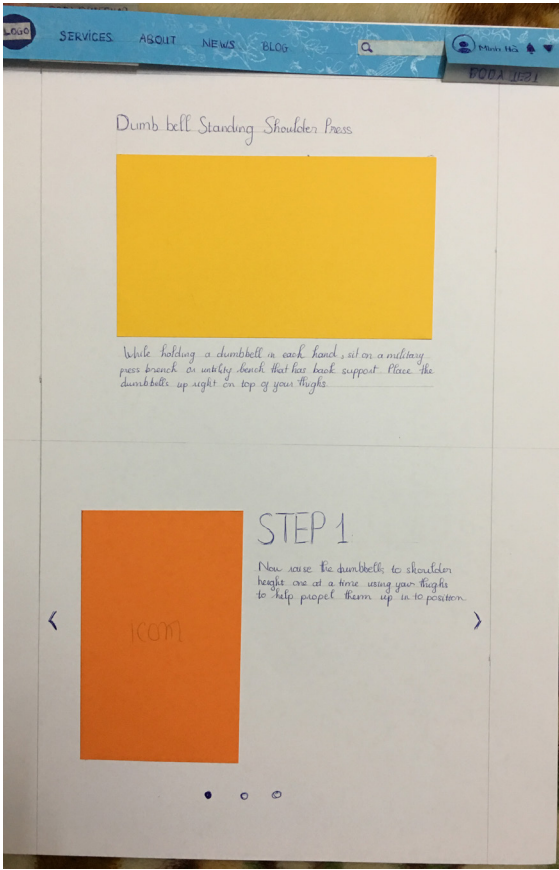 LOGO
SERVICES ABOUT NEWS BLOG
Minh Hà
Dumb bell Standing Shoulder Press
While holding a dumbbell in each hand, sit on a military
press brench or untility bench that has back support. Place the
dumbbells up right on top of your thighs
STEP 1
Now raise the dumbbells to shoulder
height one at a time using your thighs
to help propel therm up in to position
icon